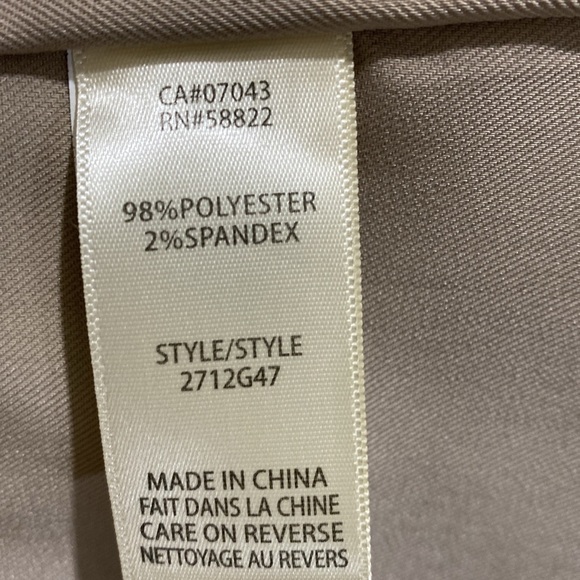 CA#07043
RN#58822
98%POLYESTER
2%SPANDEX
STYLE/STYLE
2712G47
MADE IN CHINA
FAIT DANS LA CHINE
CARE ON REVERSE
NETTOYAGE AU REVERS